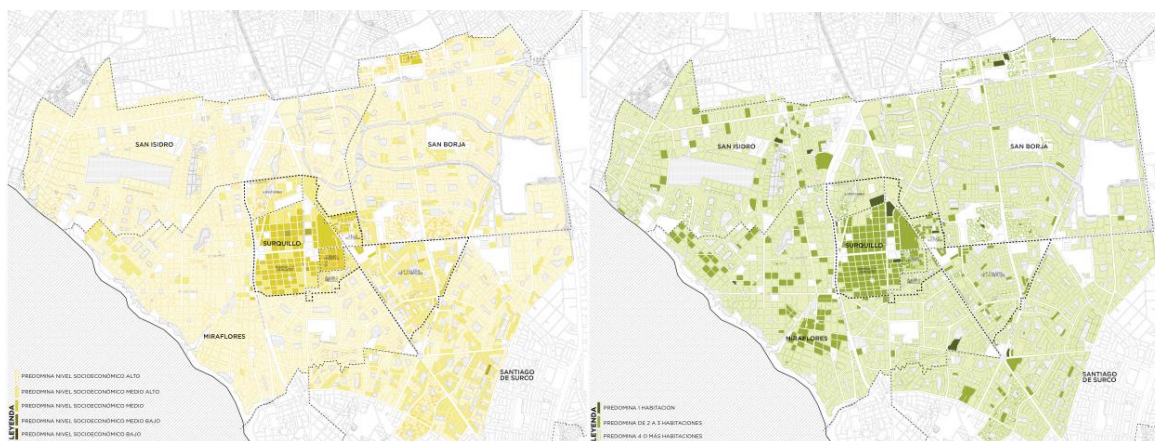 SAN ISIDRO
SAN BORJA
SURQUILLO
MIRAFLORES
SANTIAGO
DE SURCO
LEYENDA
PREDOMINA NIVEL SOCIOECONÓMICO ALTO
PREDOMINA NIVEL SOCIOECONÓMICO MEDIO ALTO
PREDOMINA NIVEL SOCIOECONÓMICO MEDIO
PREDOMINA NIVEL SOCIOECONÓMICO MEDIO BAJO
PREDOMINA NIVEL SOCIOECONÓMICO BAJO
SAN ISIDRO
SAN BORJA
SURQUILLO
MIRAFLORES
SANTIAGO
DE SURCO
LEYENDA
PREDOMINA 1 HABITACION
PREDOMINA DE 2 A 3 HABITACIONES
PREDOMINA 4 O MÁS HABITACIONES